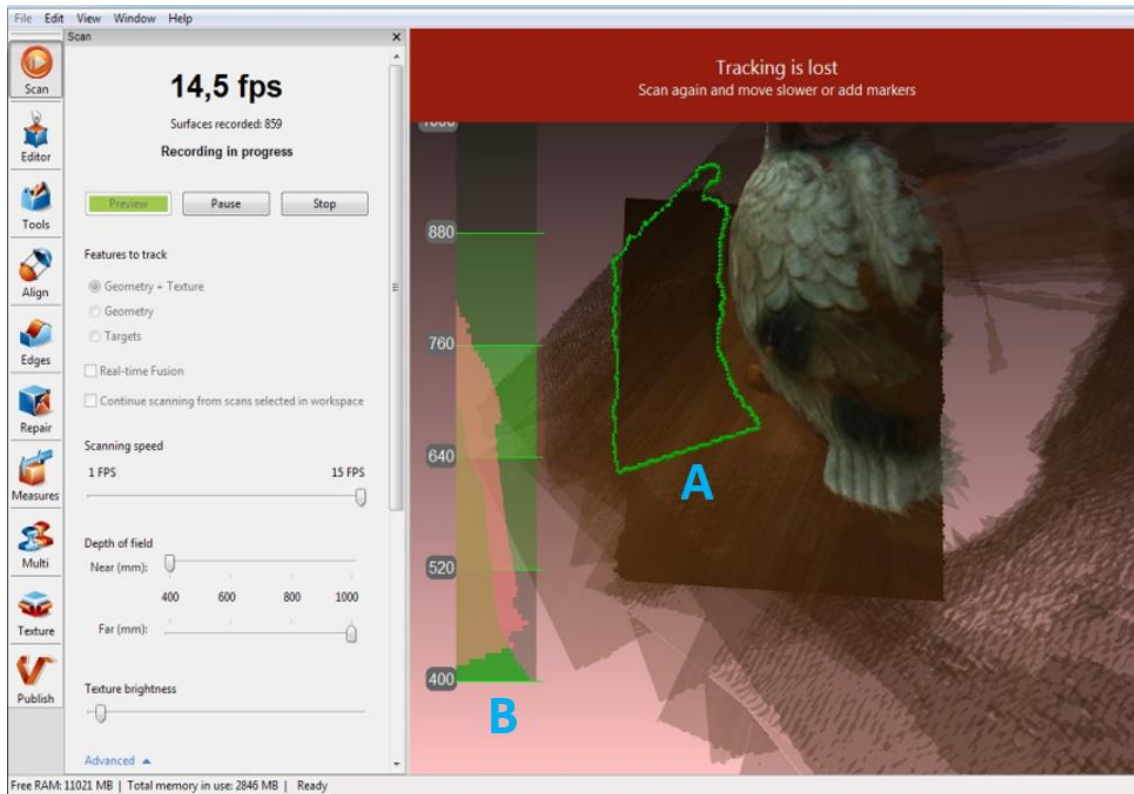 File Edit View Window Help
Scan
Scan
Editor
Tools
Align
Edges
Repair
Measures
Multi
Texture
Publish
14,5 fps
Surfaces recorded: 859
Recording in progress
Preview Pause Stop
Features to track
Geometry + Texture
Geometry
Targets
Real-time Fusion
Continue scanning from scans selected in workspace
Scanning speed
1 FPS 15 FPS
Depth of field
Near (mm):
400 600 800 1000
Far (mm):
Texture brightness
Advanced
Tracking is lost
Scan again and move slower or add markers
1000
880
760
640
520
400
A
B
Free RAM: 11021 MB | Total memory in use: 2846 MB | Ready